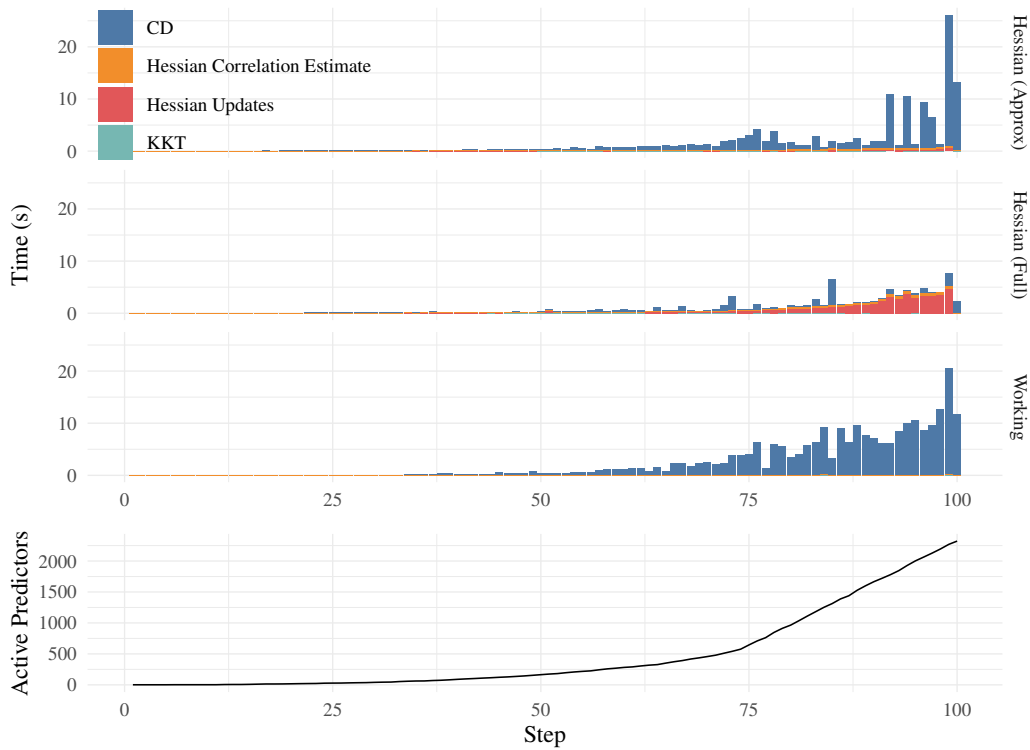 CD
Hessian Correlation Estimate
Hessian Updates
KKT
20
10
0
Hessian (Approx)
20
10
0
Hessian (Full)
20
10
0
Working
Time (s)
0
25
50
75
100
2000
1500
1000
500
0
Active Predictors
0
25
50
75
100
Step